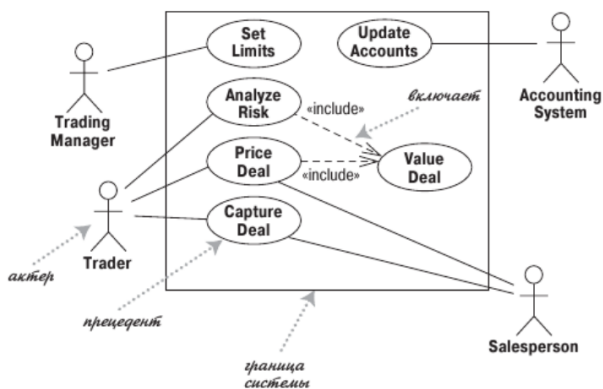 Set
Limits
Update
Accounts
Trading
Manager
Analyze
Risk
«include»
включает
Accounting
System
Price
Deal
«include»
Value
Deal
Capture
Deal
Trader
актер
прецедент
граница
системы
Salesperson